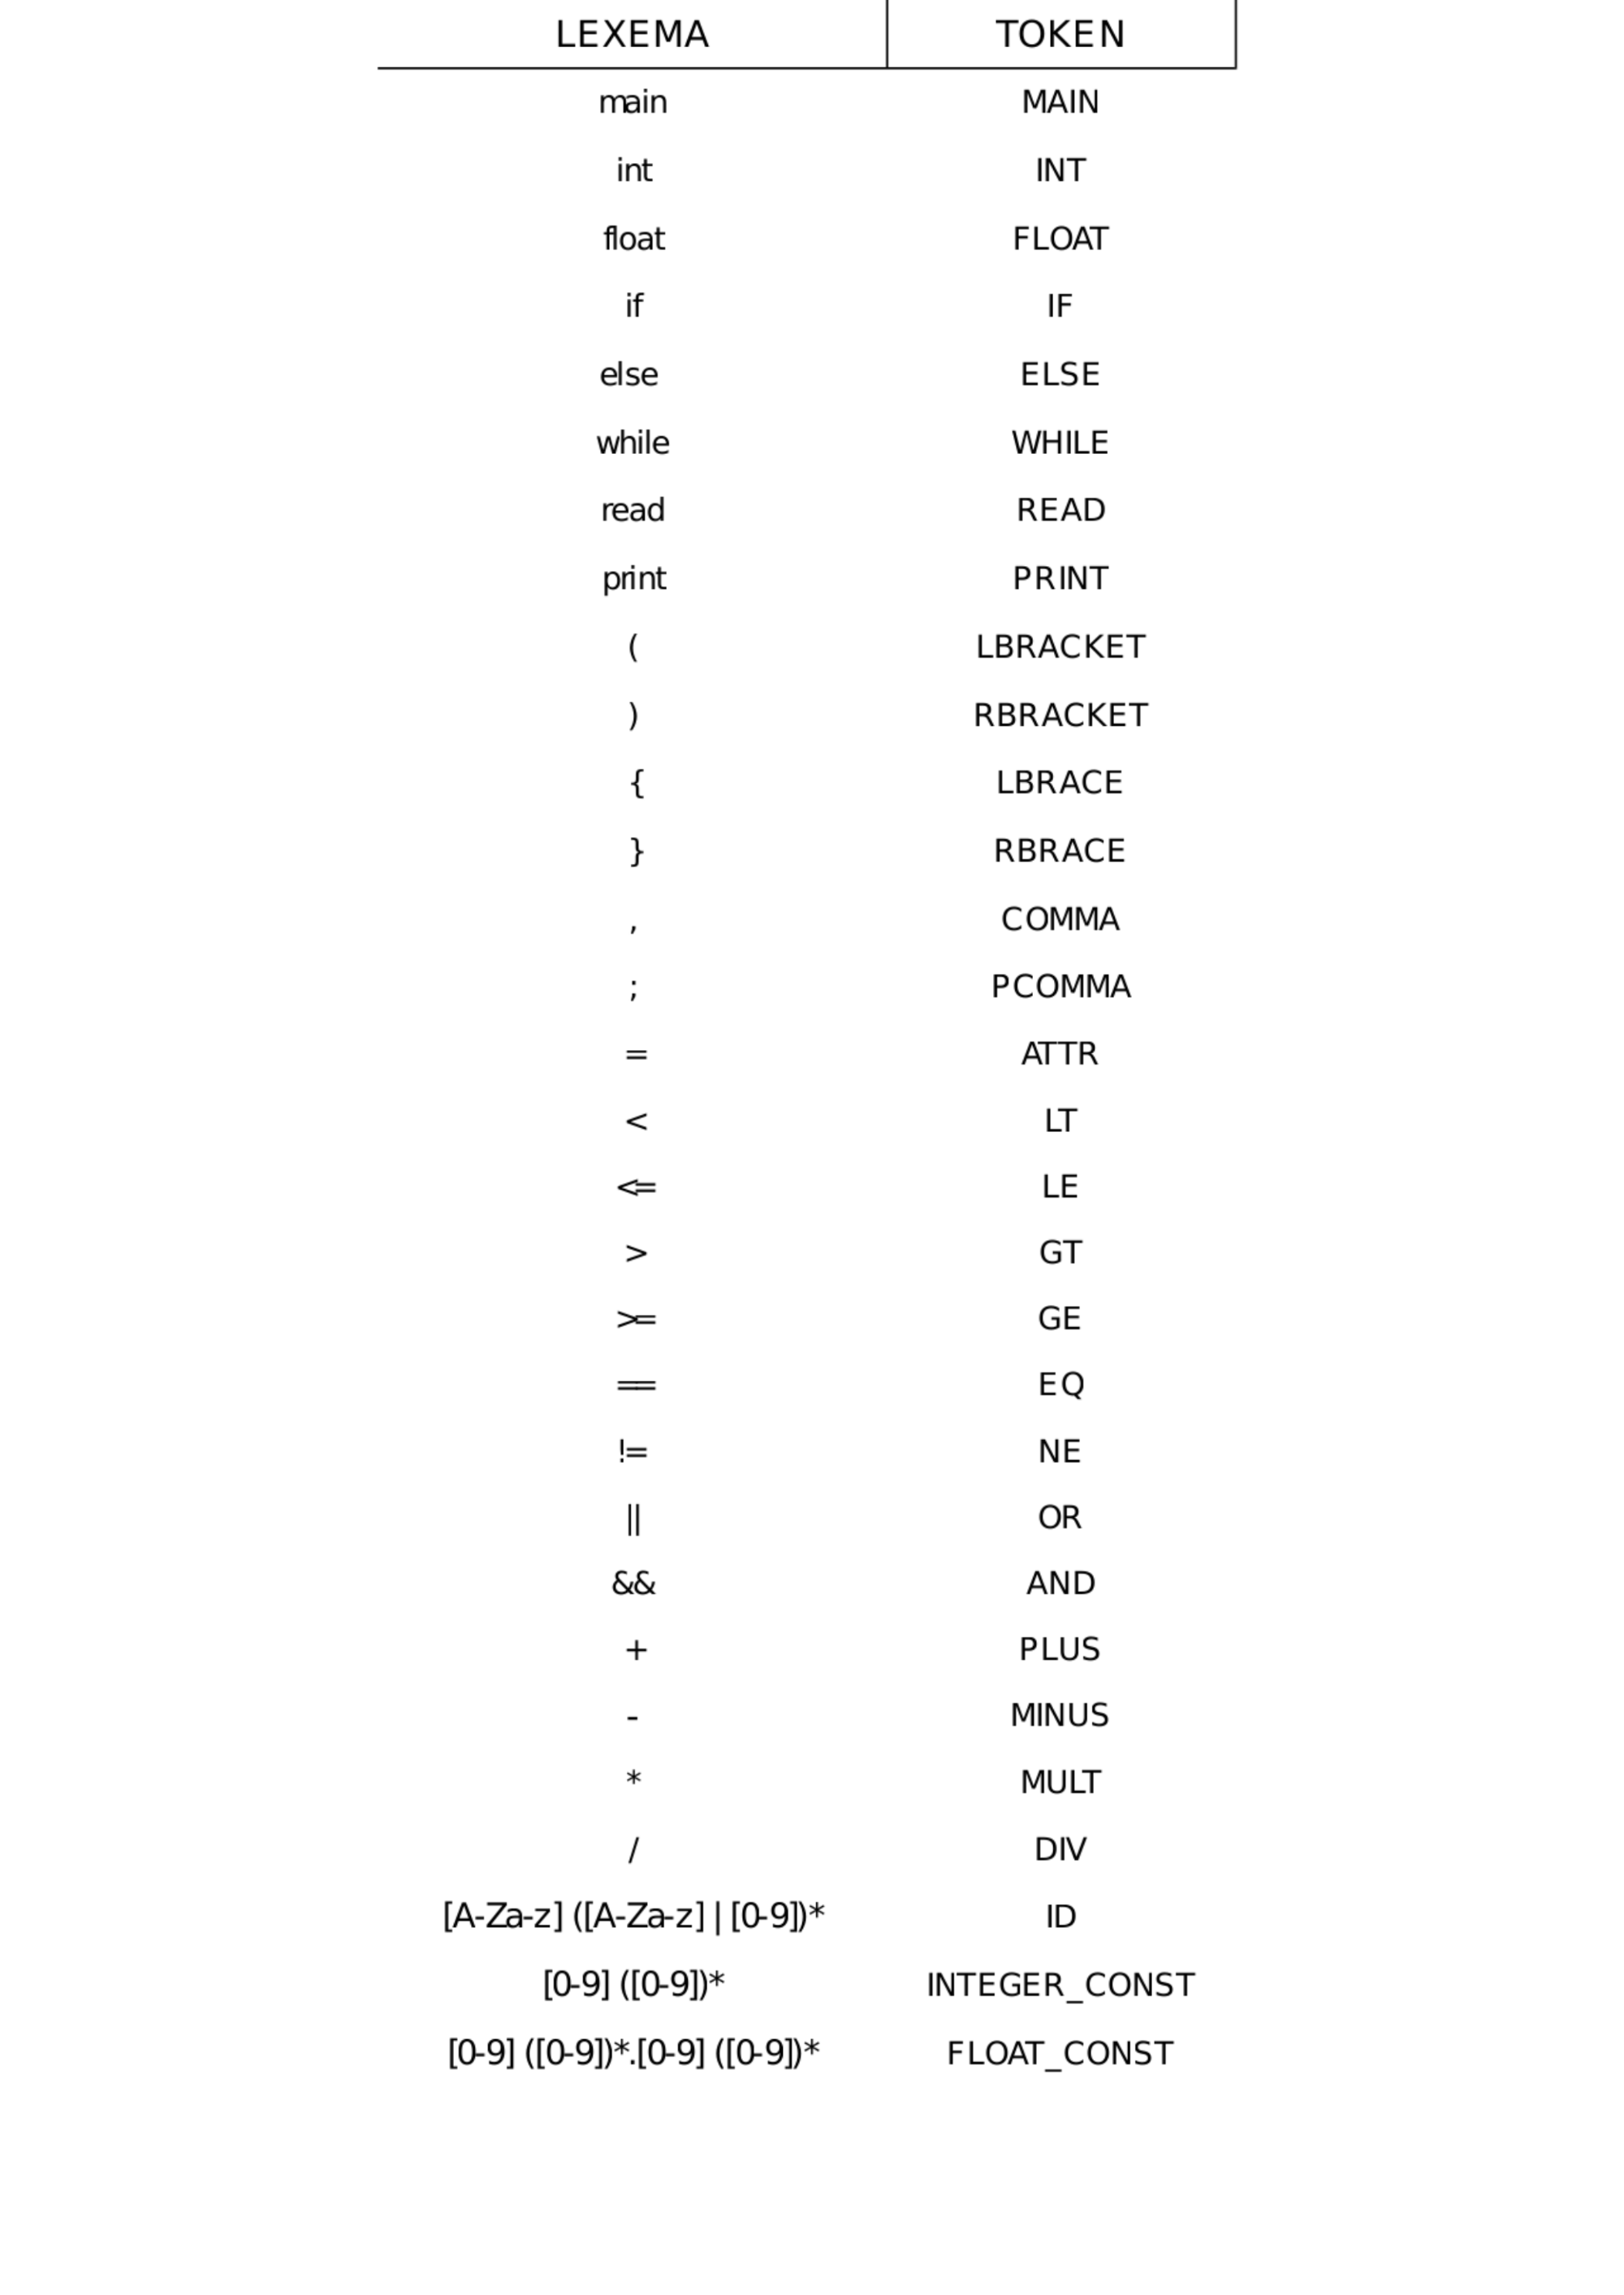 LEXEMA TOKEN
main MAIN
int INT
float FLOAT
if IF
else ELSE
while WHILE
read READ
print PRINT
( LBRACKET
) RBRACKET
{ LBRACE
} RBRACE
, COMMA
; PCOMMA
= ATTR
< LT
<= LE
> GT
>= GE
== EQ
!= NE
|| OR
&& AND
+ PLUS
- MINUS
* MULT
/ DIV
[A-Za-z] ([A-Za-z] | [0-9])* ID
[0-9] ([0-9])* INTEGER_CONST
[0-9] ([0-9])*.[0-9] ([0-9])* FLOAT_CONST